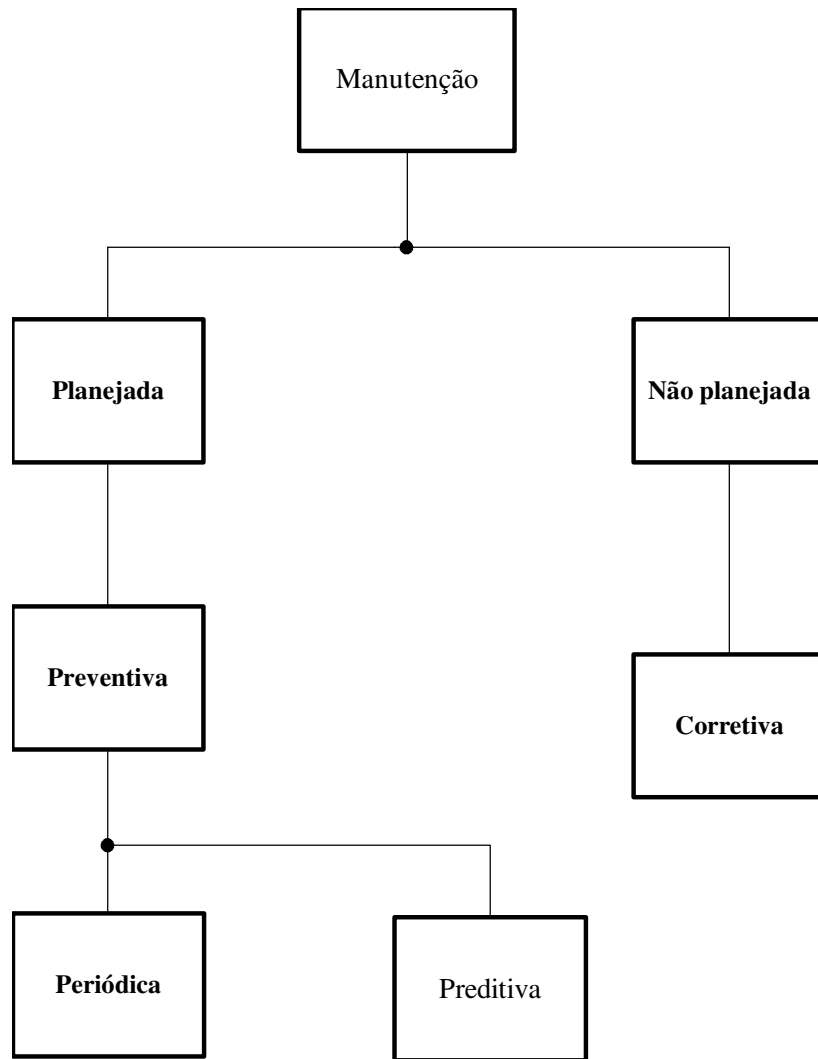 Manutenção
Planejada
Não planejada
Preventiva
Corretiva
Periódica
Preditiva